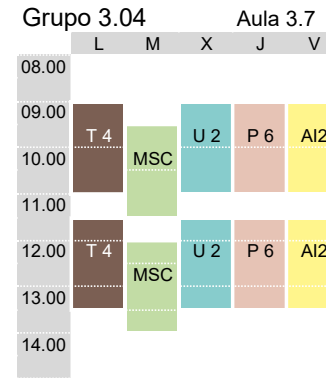 Grupo 3.04 Aula 3.7
L M X J V
08.00
09.00
T 4 U 2 P 6 AI2
10.00 MSC
11.00
12.00 T 4 U 2 P 6 AI2
MSC
13.00
14.00